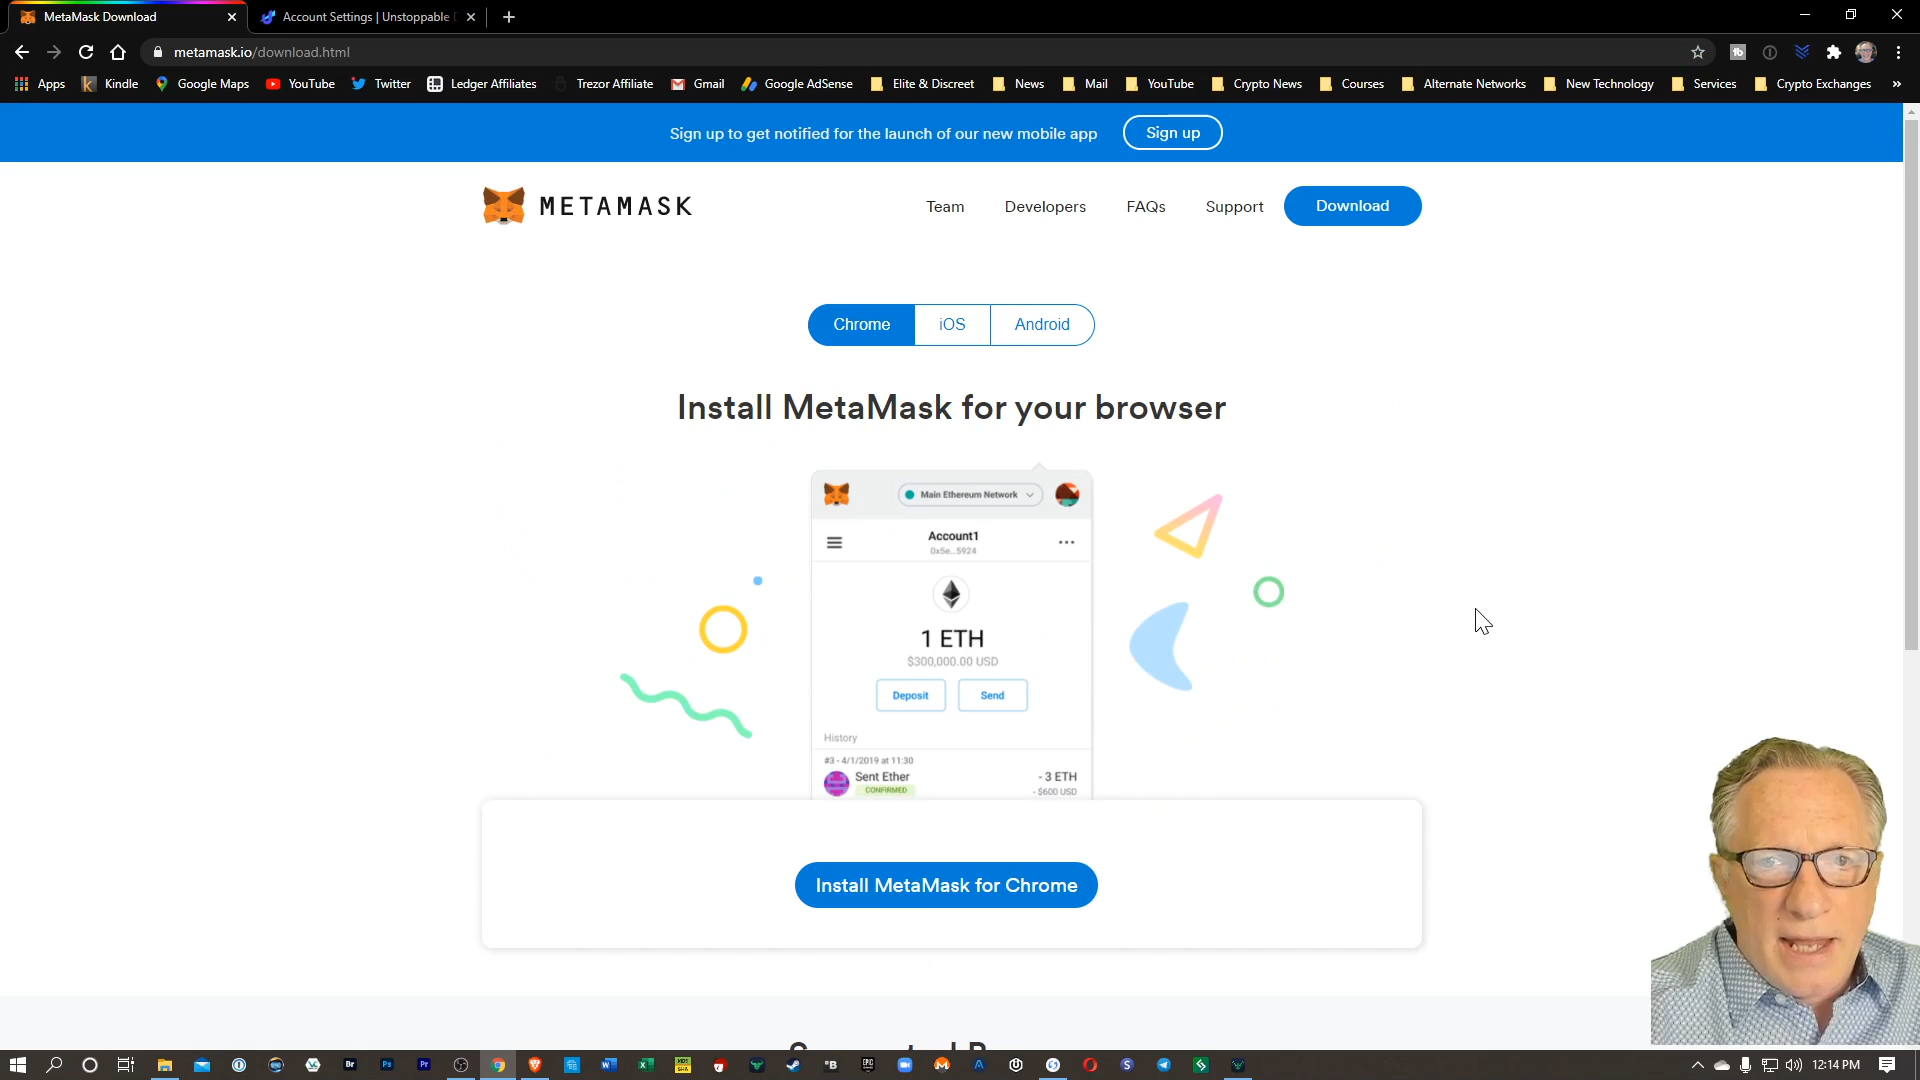 MetaMask Download
Account Settings | Unstoppable
metamask.io/download.html
Apps Kindle Google Maps YouTube Twitter Ledger Affiliates Trezor Affiliate Gmail Google AdSense Elite & Discreet News Mail YouTube Crypto News Courses Alternate Networks New Technology Services Crypto Exchanges »
Sign up to get notified for the launch of our new mobile app Sign up
METAMASK Team Developers FAQs Support Download
Chrome iOS Android
Install MetaMask for your browser
Main Ethereum Network
Account1
0x5e...5924
1 ETH
$300,000.00 USD
Deposit Send
History
#3 - 4/1/2019 at 11:30
Sent Ether - 3 ETH
CONFIRMED - $600 USD
Install MetaMask for Chrome
Br Ps Pr
12:14 PM